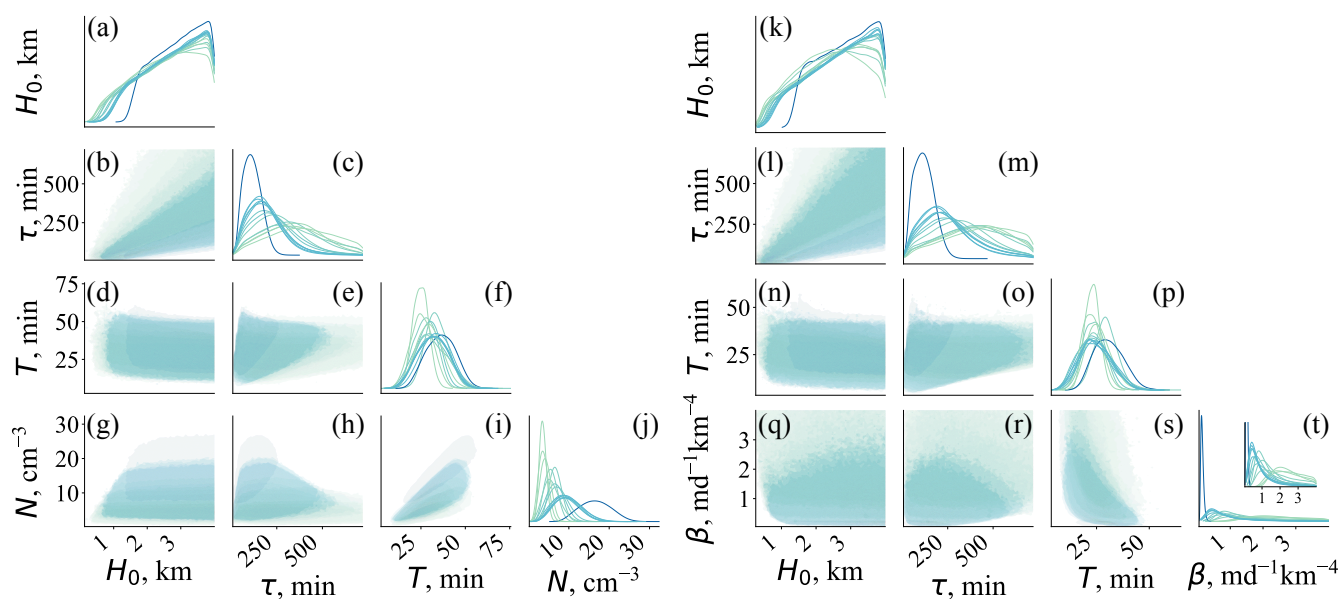 (a) (k)
H₀, km H₀, km
(b) (c) (l) (m)
τ, min 500 250 τ, min 500 250
(d) (e) (f) (n) (o) (p)
T, min 75 50 25 T, min 50 25
(g) (h) (i) (j) (q) (r) (s) (t)
N, cm⁻³ 30 20 10 β, md⁻¹km⁻⁴ 3 2 1 1 2 3
1 2 3 250 500 25 50 75 10 20 30 1 2 3 250 500 25 50 1 2 3
H₀, km τ, min T, min N, cm⁻³ H₀, km τ, min T, min β, md⁻¹km⁻⁴